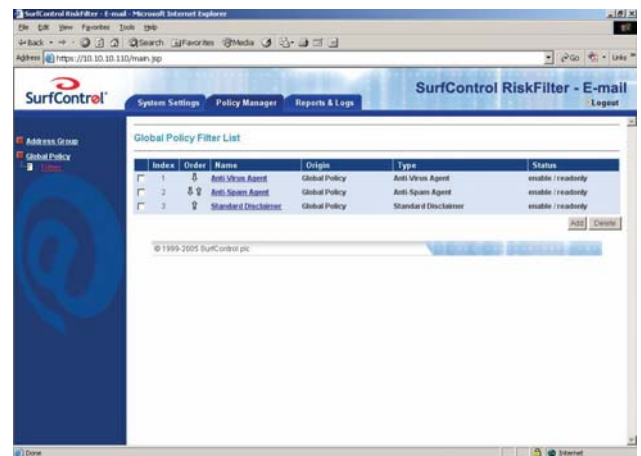 SurfControl RiskFilter - E-mail - Microsoft Internet Explorer
File Edit View Favorites Tools Help
Back Search Favorites Media
Address https://10.10.10.110/main.jsp Go Links
SurfControl
System Settings Policy Manager Reports & Logs
SurfControl RiskFilter - E-mail
Logout
Address Group
Global Policy
Filter
Global Policy Filter List
Index Order Name Origin Type Status
1 Anti Virus Agent Global Policy Anti Virus Agent enable / readonly
2 Anti Spam Agent Global Policy Anti-Spam Agent enable / readonly
3 Standard Disclaimer Global Policy Standard Disclaimer enable / readonly
Add Delete
© 1999-2005 SurfControl plc
Done Internet